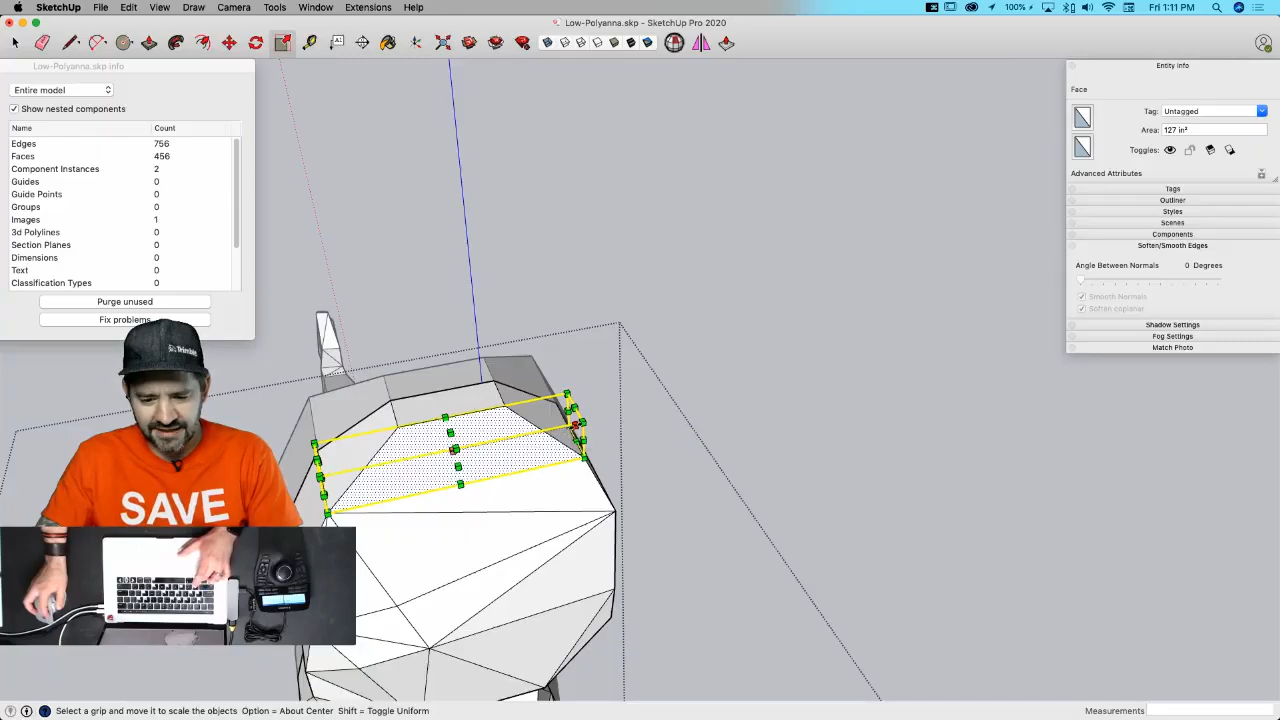 SketchUp File Edit View Draw Camera Tools Window Extensions Help 100% Fri 1:11 PM
Low-Polyanna.skp - SketchUp Pro 2020
Low-Polyanna.skp info
Entire model
Show nested components
Name Count
Edges 756
Faces 456
Component Instances 2
Guides 0
Guide Points 0
Groups 0
Images 1
3d Polylines 0
Section Planes 0
Dimensions 0
Text 0
Classification Types 0
Purge unused
Fix problems
Entity Info
Face
Tag: Untagged
Area: 127 in²
Toggles:
Advanced Attributes
Tags
Outliner
Styles
Scenes
Components
Soften/Smooth Edges
Angle Between Normals 0 Degrees
Smooth Normals
Soften coplanar
Shadow Settings
Fog Settings
Match Photo
Trimble
SAVE
Select a grip and move it to scale the objects Option = About Center Shift = Toggle Uniform
Measurements